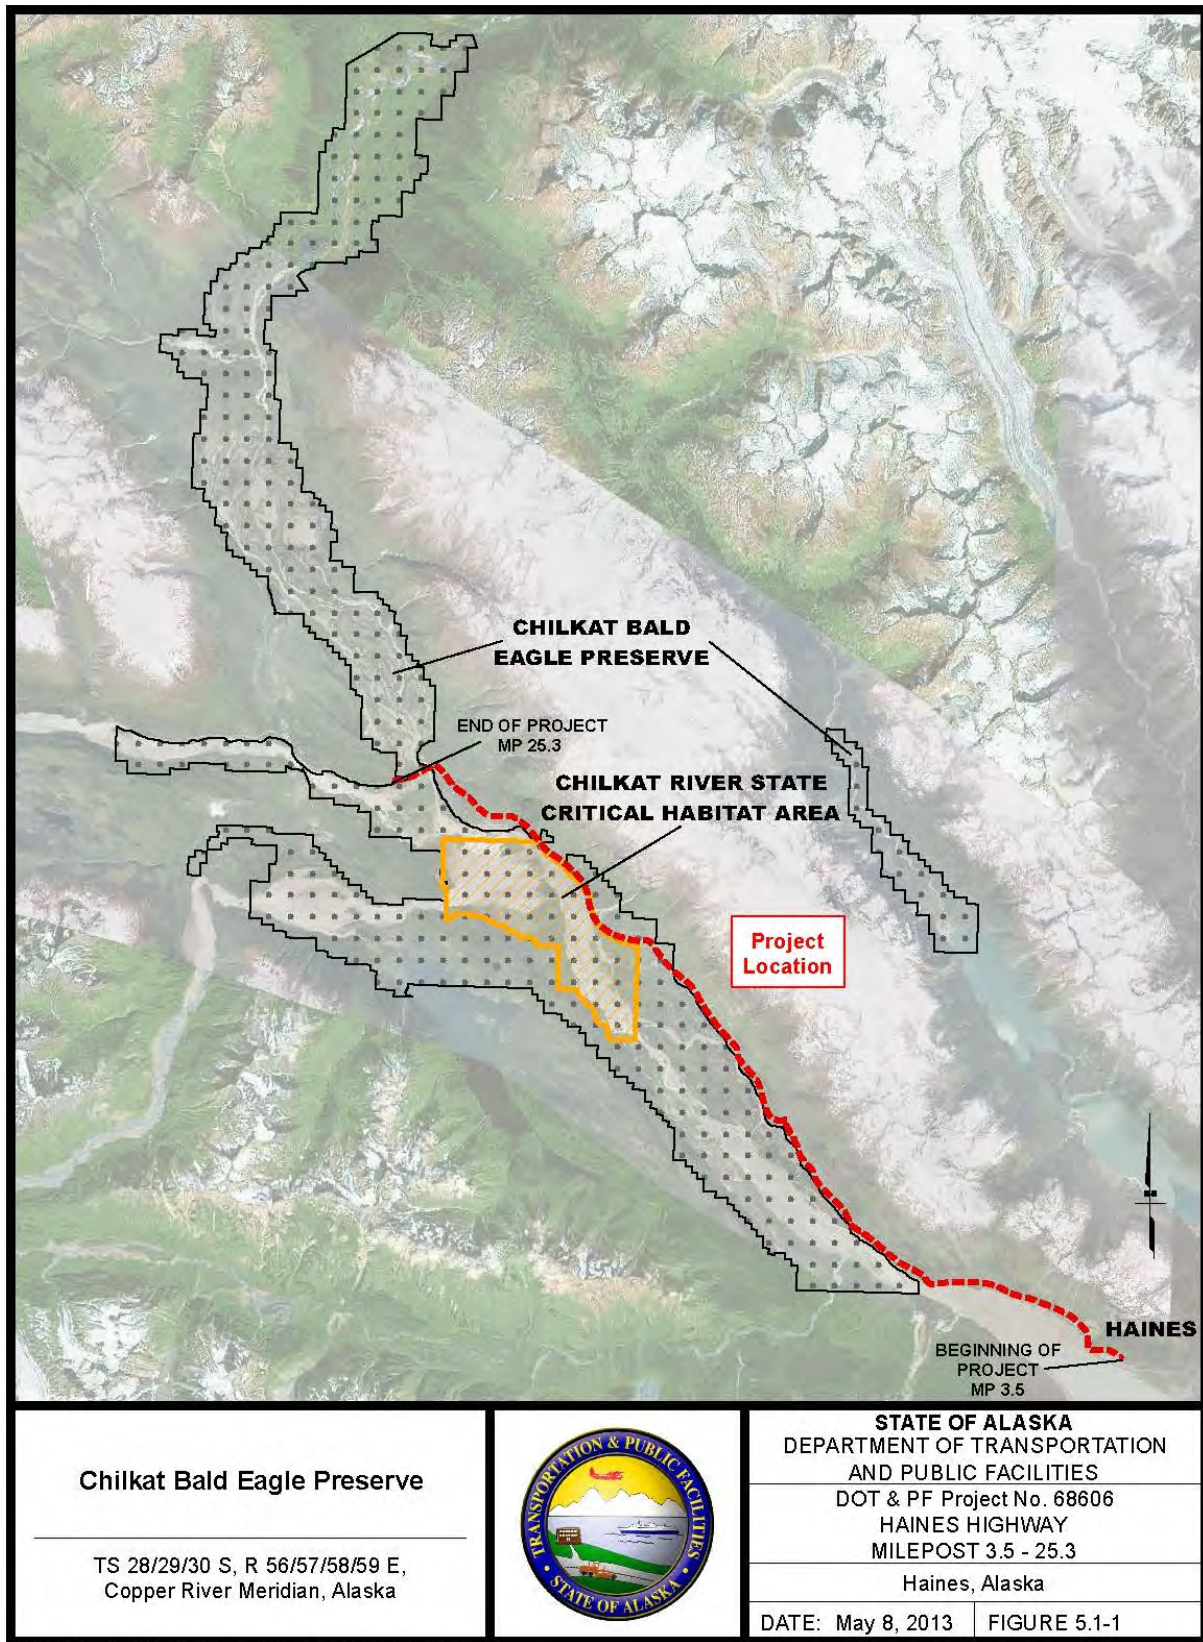 CHILKAT BALD
EAGLE PRESERVE
END OF PROJECT
MP 25.3
CHILKAT RIVER STATE
CRITICAL HABITAT AREA
Project
Location
HAINES
BEGINNING OF
PROJECT
MP 3.5
Chilkat Bald Eagle Preserve
TS 28/29/30 S, R 56/57/58/59 E,
Copper River Meridian, Alaska
TRANSPORTATION & PUBLIC FACILITIES
STATE OF ALASKA
STATE OF ALASKA
DEPARTMENT OF TRANSPORTATION
AND PUBLIC FACILITIES
DOT & PF Project No. 68606
HAINES HIGHWAY
MILEPOST 3.5 - 25.3
Haines, Alaska
DATE: May 8, 2013
FIGURE 5.1-1